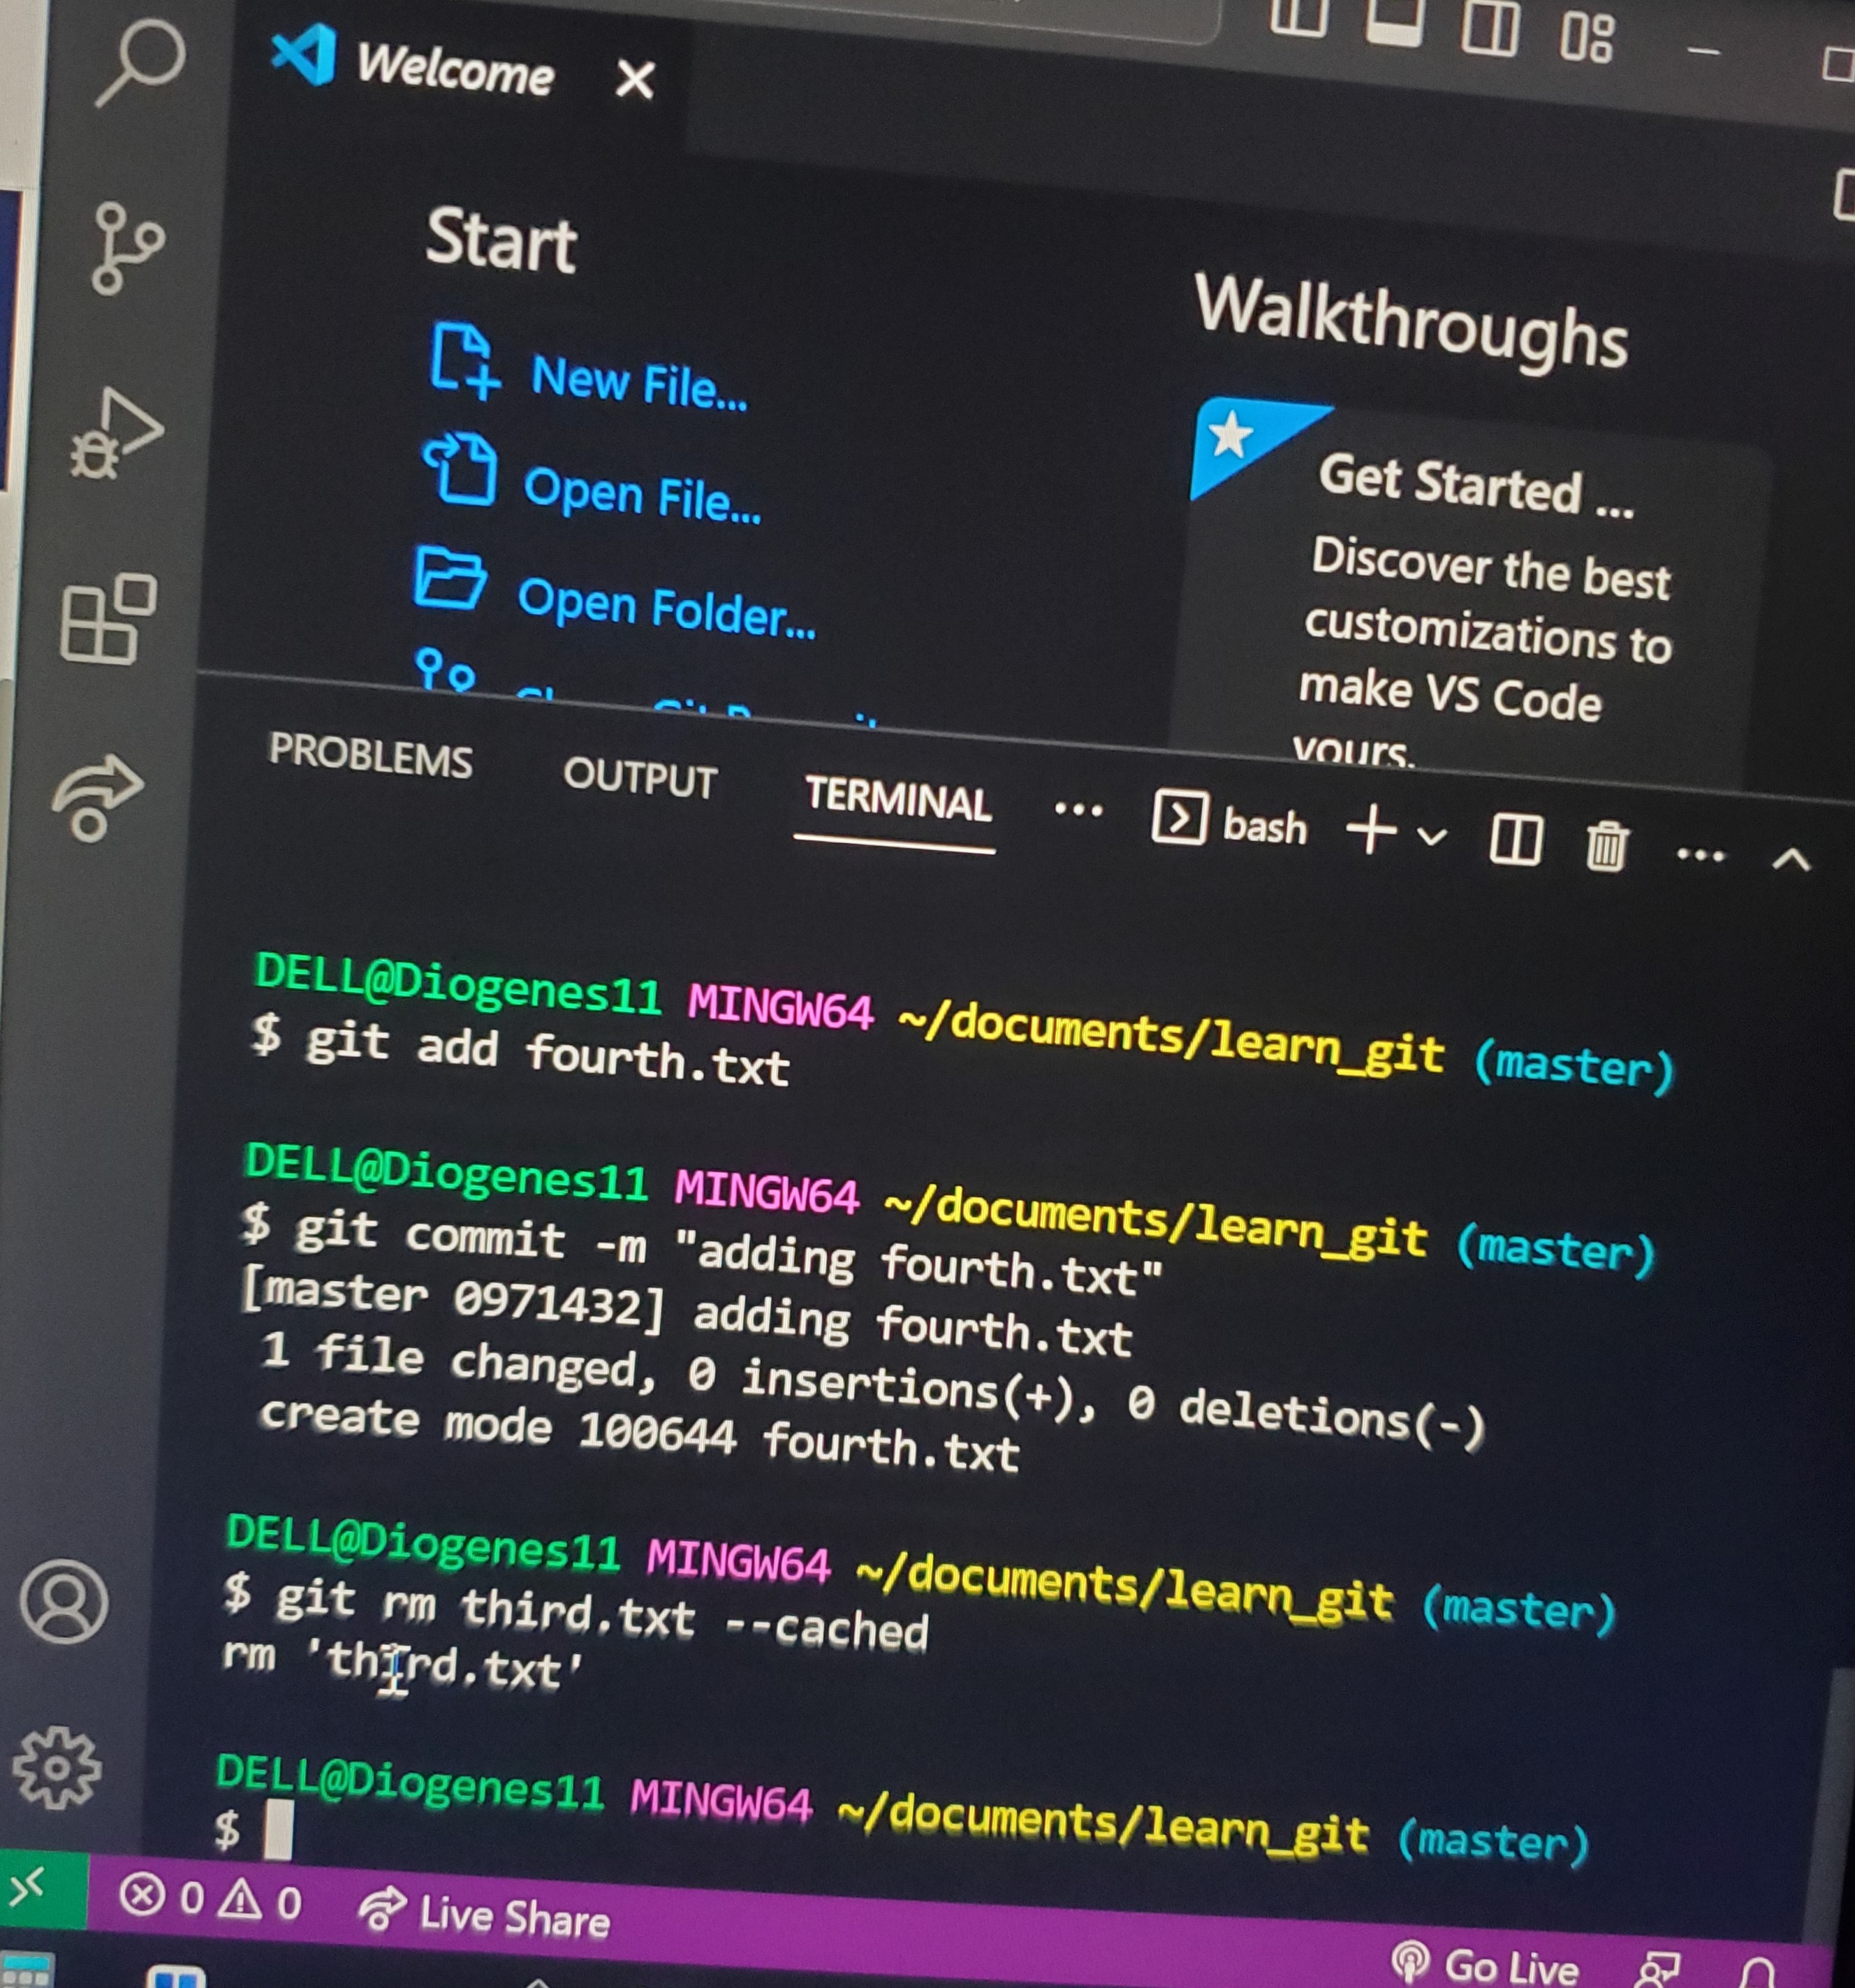 Welcome
Start
New File...
Open File...
Open Folder...
Walkthroughs
Get Started ...
Discover the best
customizations to
make VS Code
yours.
PROBLEMS OUTPUT TERMINAL ... bash
DELL@Diogenes11 MINGW64 ~/documents/learn_git (master)
$ git add fourth.txt
DELL@Diogenes11 MINGW64 ~/documents/learn_git (master)
$ git commit -m "adding fourth.txt"
[master 0971432] adding fourth.txt
1 file changed, 0 insertions(+), 0 deletions(-)
create mode 100644 fourth.txt
DELL@Diogenes11 MINGW64 ~/documents/learn_git (master)
$ git rm third.txt --cached
rm 'third.txt'
DELL@Diogenes11 MINGW64 ~/documents/learn_git (master)
$
0 0 Live Share Go Live